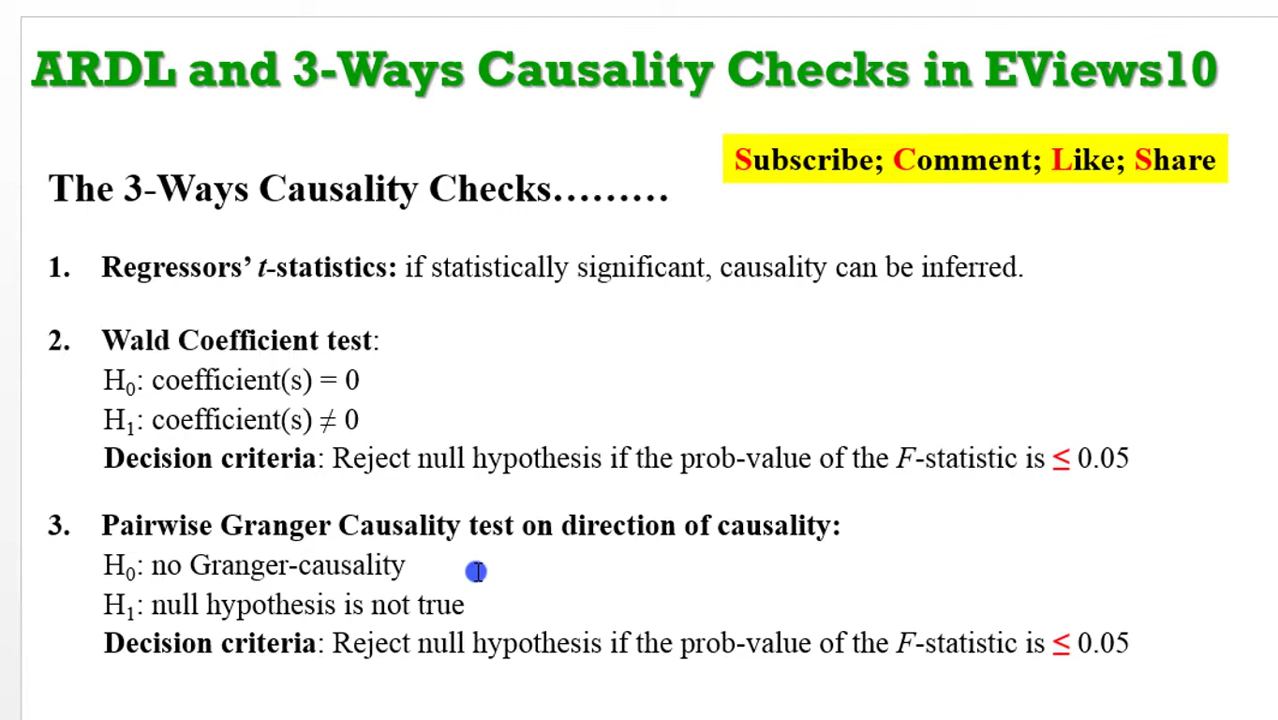 ARDL and 3-Ways Causality Checks in EViews10
Subscribe; Comment; Like; Share
The 3-Ways Causality Checks………
1. Regressors’ t-statistics: if statistically significant, causality can be inferred.
2. Wald Coefficient test:
H₀: coefficient(s) = 0
H₁: coefficient(s) ≠ 0
Decision criteria: Reject null hypothesis if the prob-value of the F-statistic is ≤ 0.05
3. Pairwise Granger Causality test on direction of causality:
H₀: no Granger-causality
H₁: null hypothesis is not true
Decision criteria: Reject null hypothesis if the prob-value of the F-statistic is ≤ 0.05